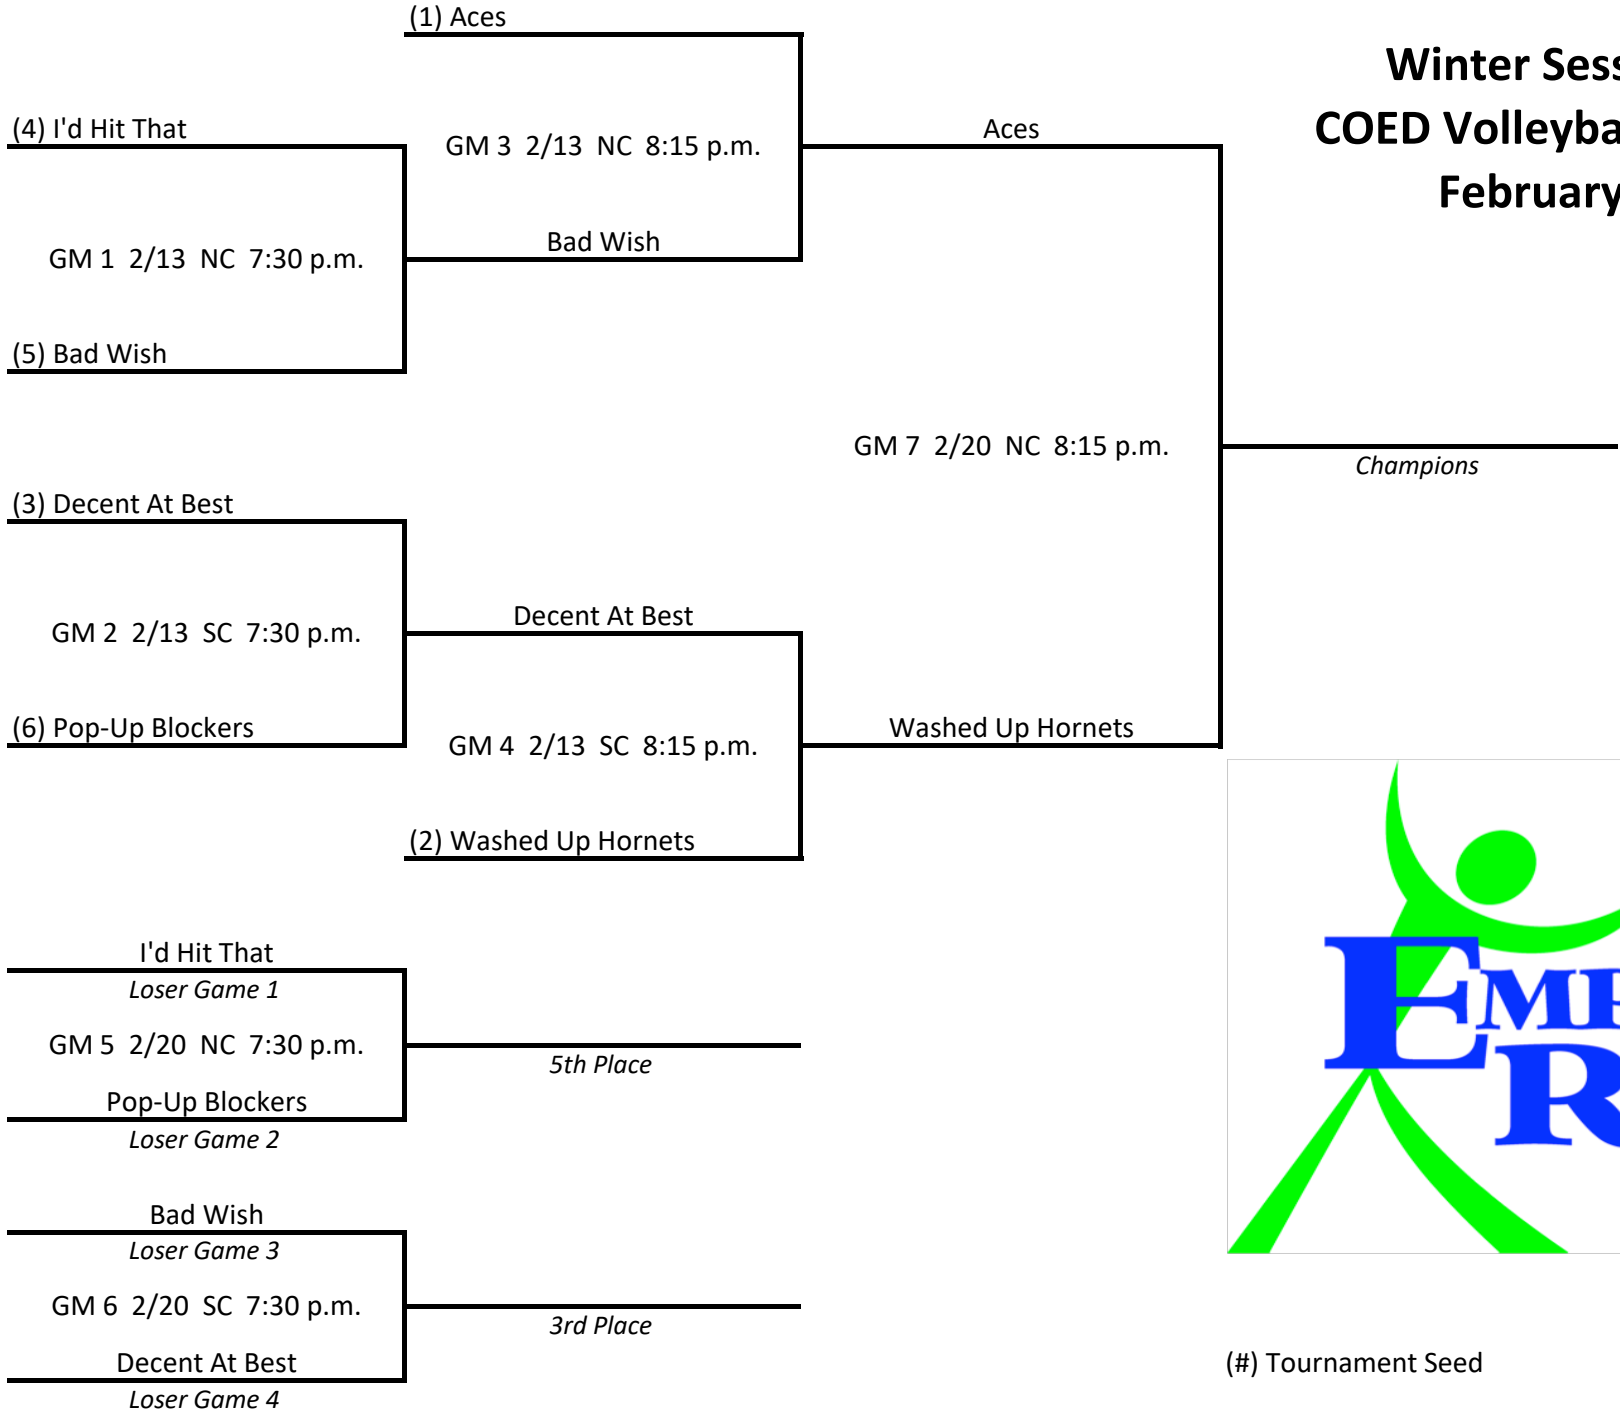 (1) Aces
Winter Sess
COED Volleyba
February
(4) I'd Hit That
GM 3 2/13 NC 8:15 p.m.
Aces
Bad Wish
GM 1 2/13 NC 7:30 p.m.
(5) Bad Wish
GM 7 2/20 NC 8:15 p.m.
Champions
(3) Decent At Best
Decent At Best
GM 2 2/13 SC 7:30 p.m.
(6) Pop-Up Blockers
GM 4 2/13 SC 8:15 p.m.
Washed Up Hornets
(2) Washed Up Hornets
I'd Hit That
Loser Game 1
GM 5 2/20 NC 7:30 p.m.
5th Place
Pop-Up Blockers
Loser Game 2
Bad Wish
Loser Game 3
GM 6 2/20 SC 7:30 p.m.
3rd Place
Decent At Best
Loser Game 4
EMP
R
(#) Tournament Seed